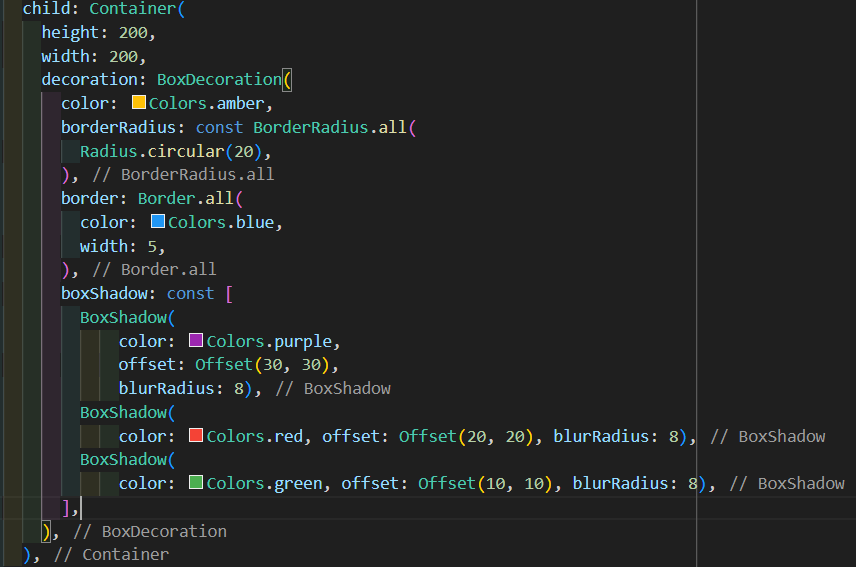 child: Container(
height: 200,
width: 200,
decoration: BoxDecoration(
color: Colors.amber,
borderRadius: const BorderRadius.all(
Radius.circular(20),
), // BorderRadius.all
border: Border.all(
color: Colors.blue,
width: 5,
), // Border.all
boxShadow: const [
BoxShadow(
color: Colors.purple,
offset: Offset(30, 30),
blurRadius: 8), // BoxShadow
BoxShadow(
color: Colors.red, offset: Offset(20, 20), blurRadius: 8), // BoxShadow
BoxShadow(
color: Colors.green, offset: Offset(10, 10), blurRadius: 8), // BoxShadow
],
), // BoxDecoration
), // Container